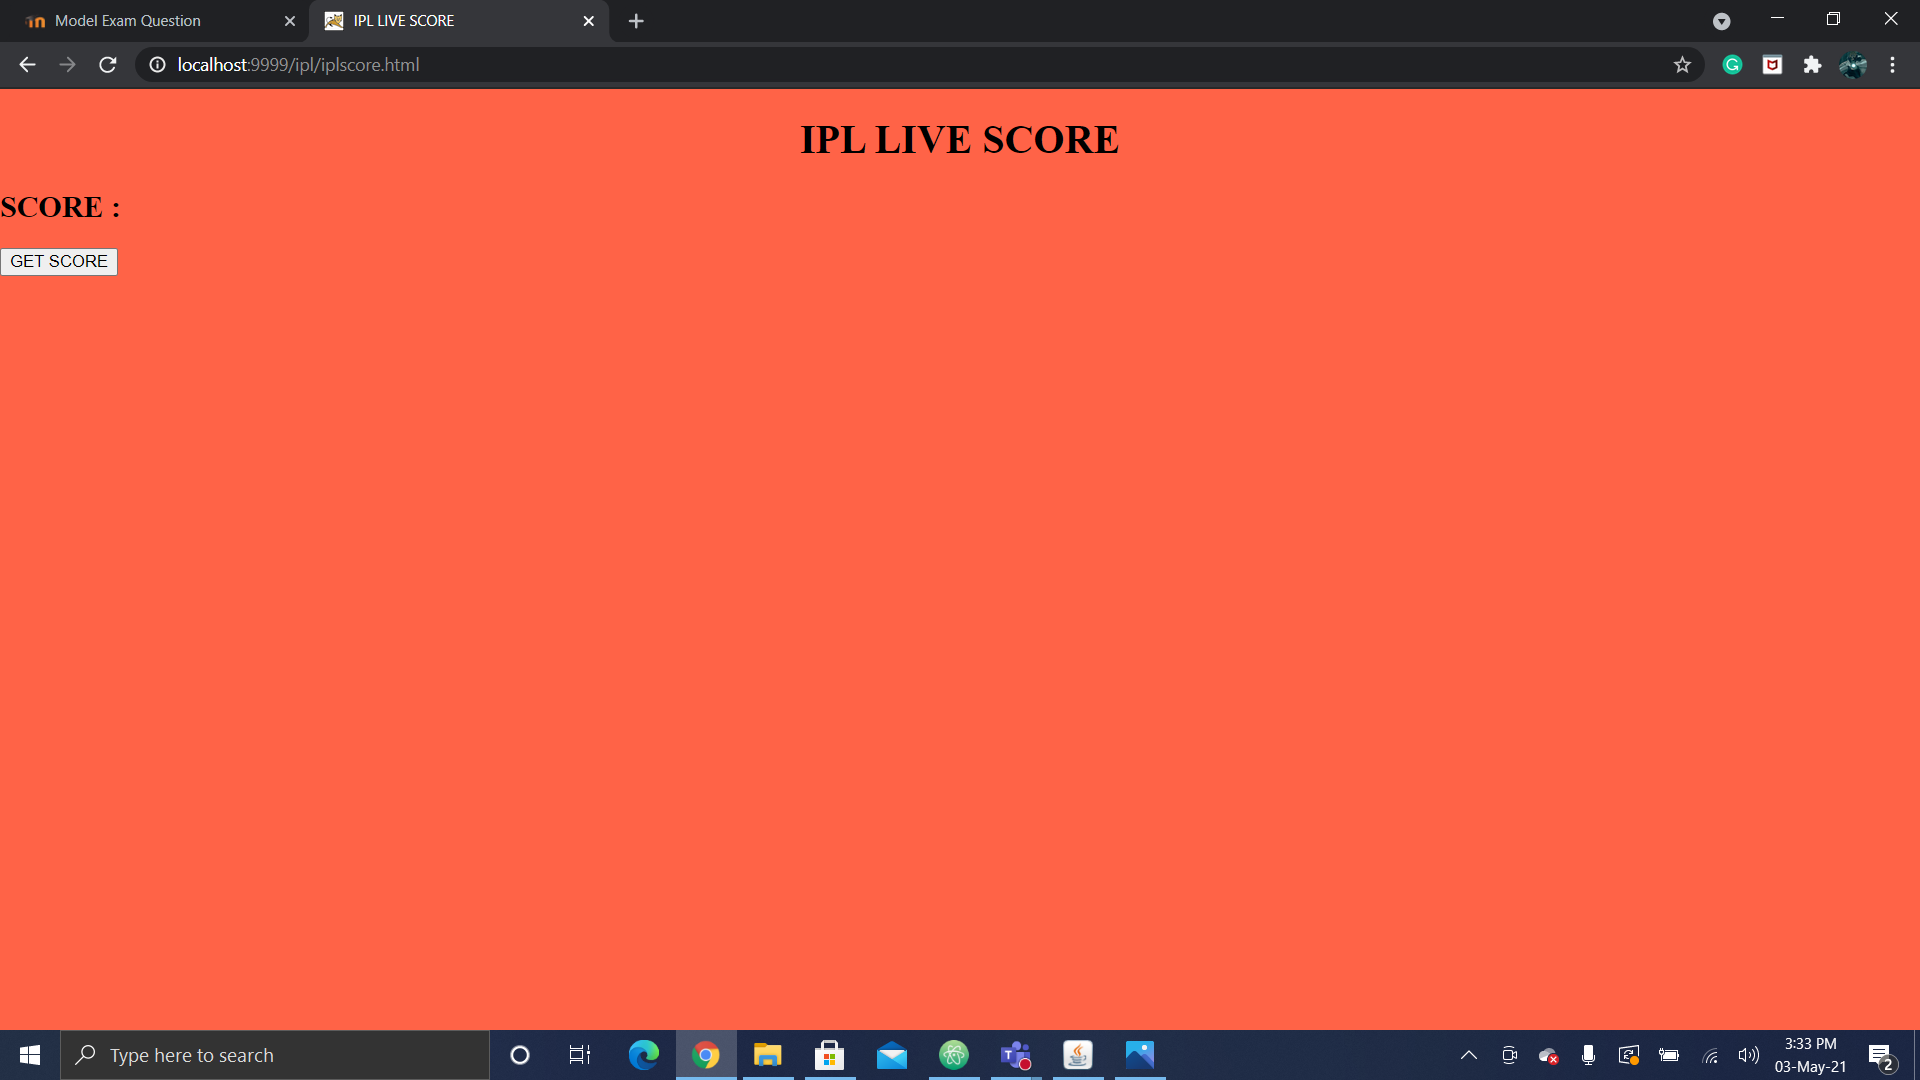 Model Exam Question
IPL LIVE SCORE
localhost:9999/ipl/iplscore.html
IPL LIVE SCORE
SCORE :
GET SCORE
Type here to search
3:33 PM
03-May-21
2